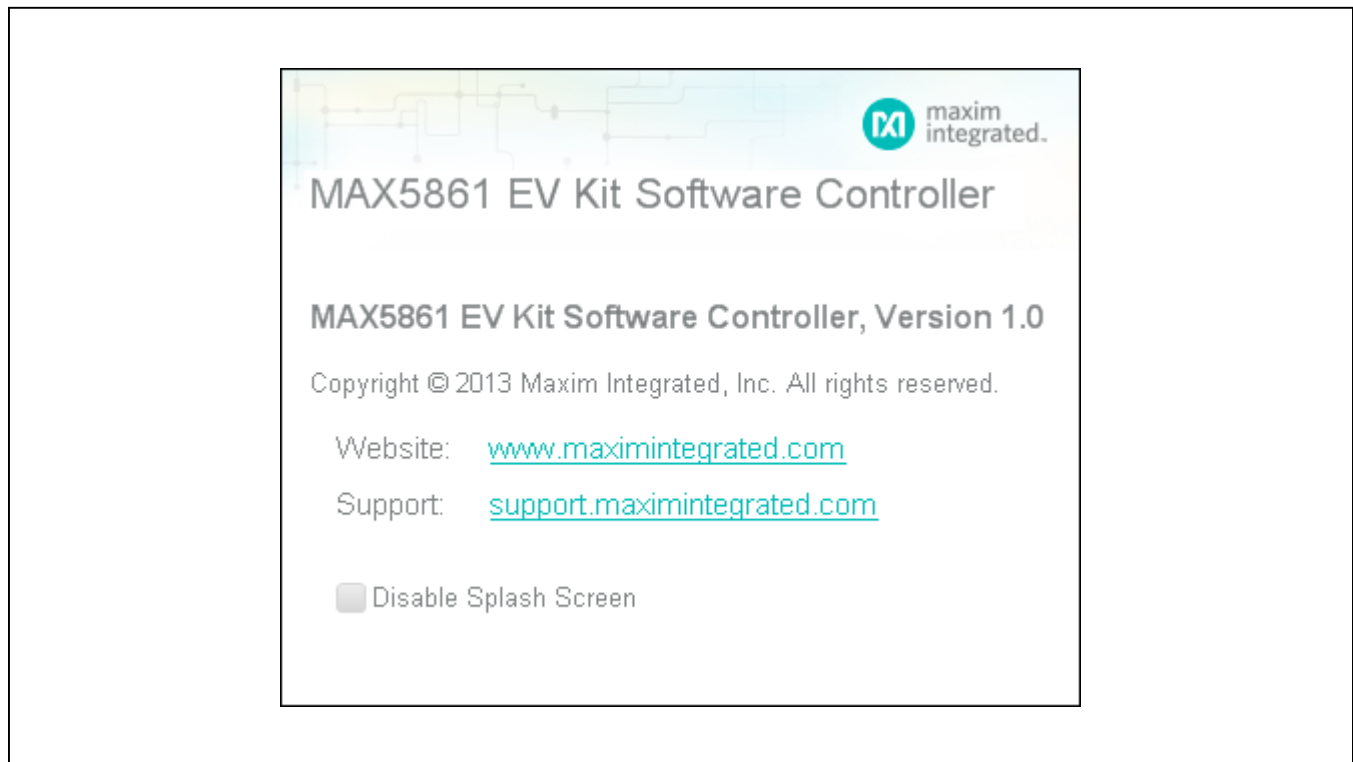 maxim
integrated™
MAX5861 EV Kit Software Controller
MAX5861 EV Kit Software Controller, Version 1.0
Copyright © 2013 Maxim Integrated, Inc. All rights reserved.
Website: www.maximintegrated.com
Support: support.maximintegrated.com
Disable Splash Screen